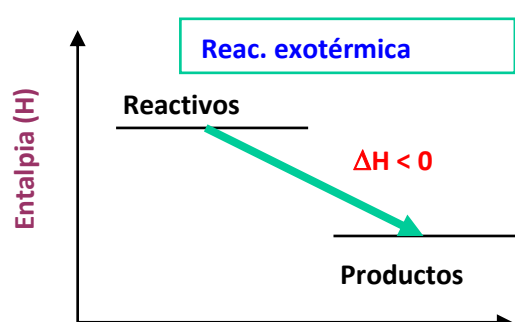 Reac. exotérmica
Entalpia (H)
Reactivos
ΔH < 0
Productos